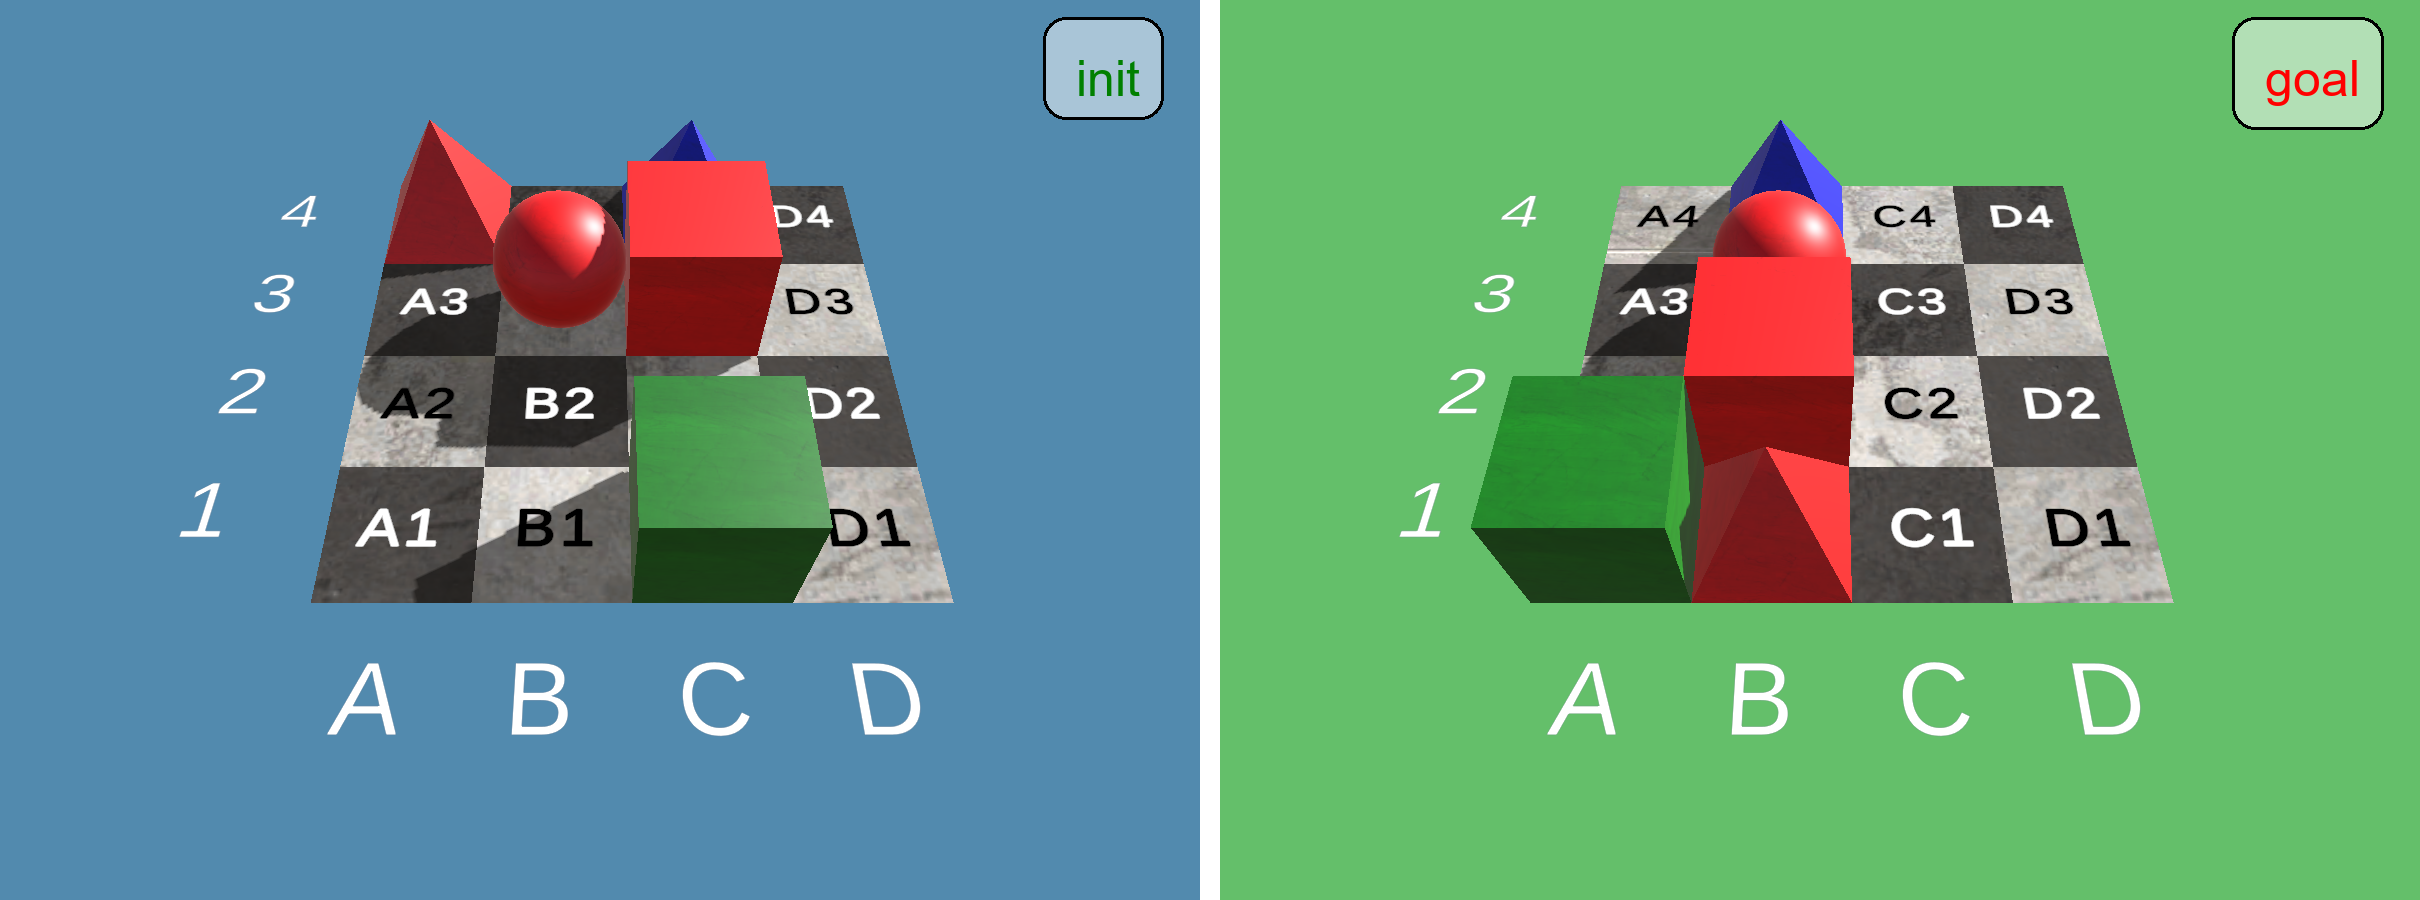 init
4 D4
3 A3 D3
2 A2 B2 D2
1 A1 B1 D1
A B C D
goal
4 A4 C4 D4
3 A3 C3 D3
2 C2 D2
1 C1 D1
A B C D